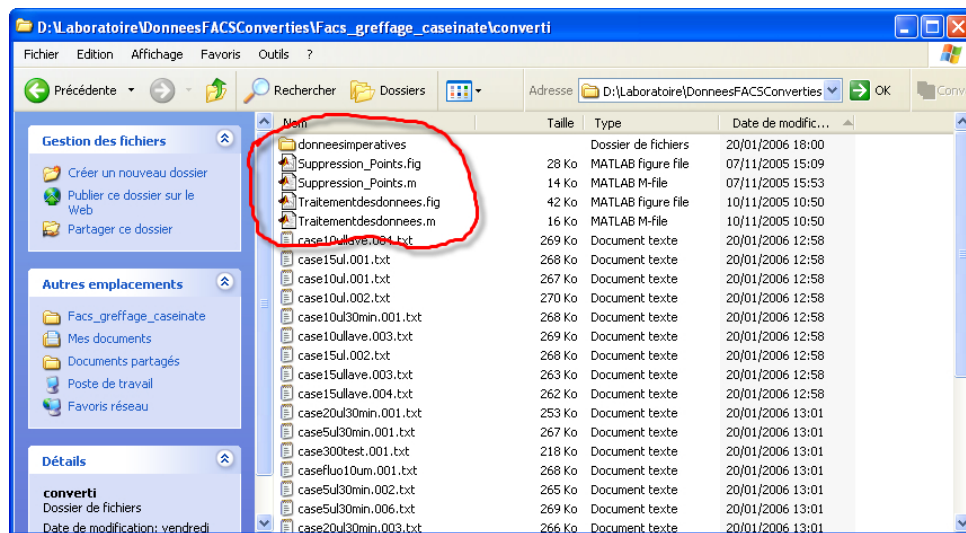 D:\Laboratoire\DonneesFACSConverties\Facs_greffage_caseinate\converti
Fichier Edition Affichage Favoris Outils ?
Précédente Rechercher Dossiers Adresse D:\Laboratoire\DonneesFACSConverties OK Conv
Gestion des fichiers
Créer un nouveau dossier
Publier ce dossier sur le
Web
Partager ce dossier
Autres emplacements
Facs_greffage_caseinate
Mes documents
Documents partagés
Poste de travail
Favoris réseau
Détails
converti
Dossier de fichiers
Date de modification: vendredi
Nom Taille Type Date de modific...
donneesimperatives Dossier de fichiers 20/01/2006 18:00
Suppression_Points.fig 28 Ko MATLAB figure file 07/11/2005 15:09
Suppression_Points.m 14 Ko MATLAB M-file 07/11/2005 15:53
Traitementdesdonnees.fig 42 Ko MATLAB figure file 10/11/2005 10:50
Traitementdesdonnees.m 16 Ko MATLAB M-file 10/11/2005 10:50
case10ullave.004.txt 269 Ko Document texte 20/01/2006 12:58
case15ul.001.txt 268 Ko Document texte 20/01/2006 12:58
case10ul.001.txt 267 Ko Document texte 20/01/2006 12:58
case10ul.002.txt 270 Ko Document texte 20/01/2006 12:58
case10ul30min.001.txt 268 Ko Document texte 20/01/2006 12:58
case10ullave.003.txt 269 Ko Document texte 20/01/2006 12:58
case15ul.002.txt 268 Ko Document texte 20/01/2006 12:58
case15ullave.003.txt 263 Ko Document texte 20/01/2006 12:58
case15ullave.004.txt 262 Ko Document texte 20/01/2006 12:58
case20ul30min.001.txt 253 Ko Document texte 20/01/2006 13:01
case5ul30min.001.txt 267 Ko Document texte 20/01/2006 13:01
case300test.001.txt 218 Ko Document texte 20/01/2006 13:01
casefluo10um.001.txt 268 Ko Document texte 20/01/2006 13:01
case5ul30min.002.txt 265 Ko Document texte 20/01/2006 13:01
case5ul30min.006.txt 269 Ko Document texte 20/01/2006 13:01
case20ul30min.003.txt 266 Ko Document texte 20/01/2006 13:01